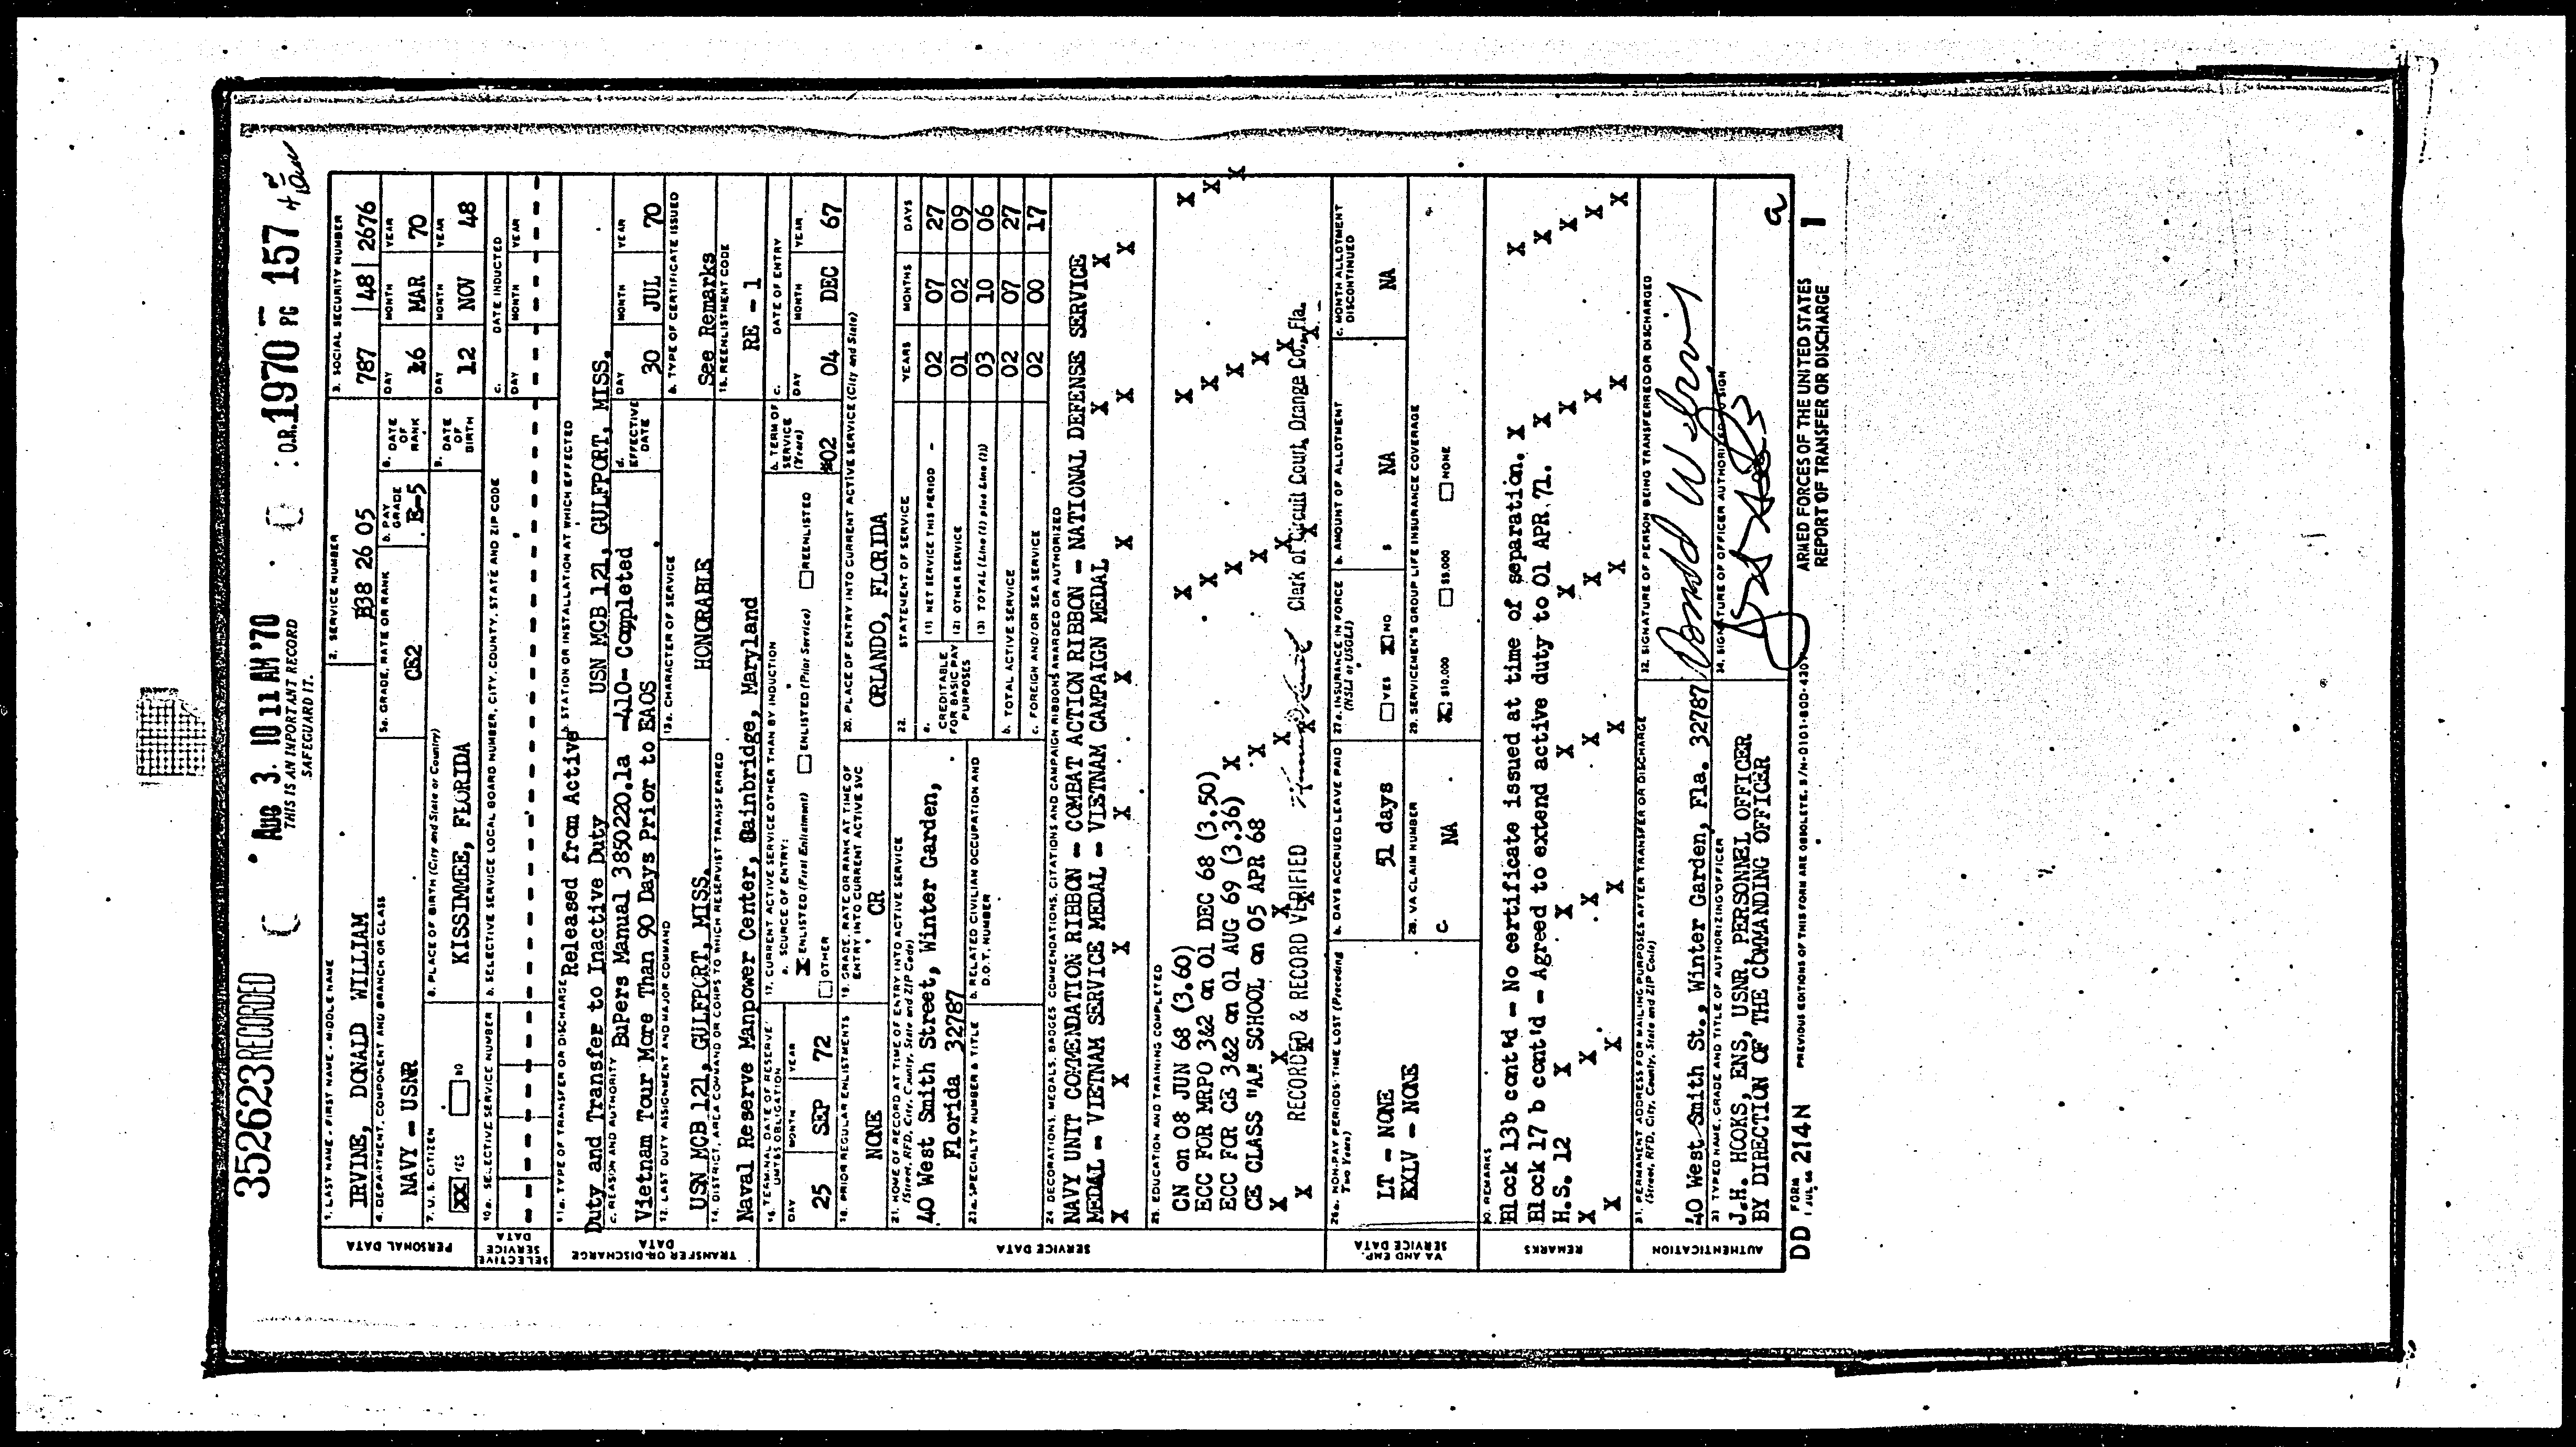 352623 RECORDED
AUG 3 10 11 AM '70
O.R. 1970 PG 157
THIS IS AN IMPORTANT RECORD
SAFEGUARD IT.
PERSONAL DATA
1. LAST NAME - FIRST NAME - MIDDLE NAME
IRVINE, DONALD WILLIAM
2. SERVICE NUMBER
B38 26 05
3. SOCIAL SECURITY NUMBER
787 | 48 | 2676
4. DEPARTMENT, COMPONENT AND BRANCH OR CLASS
NAVY - USNR
5a. GRADE, RATE OR RANK
CE2
b. PAY GRADE
E-5
6. DATE OF RANK
DAY MONTH YEAR
16 MAR 70
7. U.S. CITIZEN
XX YES NO
8. PLACE OF BIRTH (City and State or Country)
KISSIMMEE, FLORIDA
9. DATE OF BIRTH
DAY MONTH YEAR
12 NOV 48
SELECTIVE SERVICE DATA
10a. SELECTIVE SERVICE NUMBER
b. SELECTIVE SERVICE LOCAL BOARD NUMBER, CITY, COUNTY, STATE AND ZIP CODE
c. DATE INDUCTED
DAY MONTH YEAR
TRANSFER OR DISCHARGE DATA
11a. TYPE OF TRANSFER OR DISCHARGE Released from Active
Duty and Transfer to Inactive Duty
b. STATION OR INSTALLATION AT WHICH EFFECTED
USN MCB 121, GULFPORT, MISS.
c. REASON AND AUTHORITY BuPers Manual 3850220.1a -410- Completed
Vietnam Tour More Than 90 Days Prior to EAOS
d. EFFECTIVE DATE
DAY MONTH YEAR
30 JUL 70
12. LAST DUTY ASSIGNMENT AND MAJOR COMMAND
USN MCB 121, GULFPORT, MISS.
13a. CHARACTER OF SERVICE
HONORABLE
b. TYPE OF CERTIFICATE ISSUED
See Remarks
14. DISTRICT, AREA COMMAND OR CORPS TO WHICH RESERVIST TRANSFERRED
Naval Reserve Manpower Center, Bainbridge, Maryland
15. REENLISTMENT CODE
RE - 1
SERVICE DATA
16. TERMINAL DATE OF RESERVE/ UMT&S OBLIGATION
DAY MONTH YEAR
25 SEP 72
17. CURRENT ACTIVE SERVICE OTHER THAN BY INDUCTION
a. SOURCE OF ENTRY:
X ENLISTED (First Enlistment) ENLISTED (Prior Service) REENLISTED
OTHER
b. TERM OF SERVICE (Years)
*02
c. DATE OF ENTRY
DAY MONTH YEAR
04 DEC 67
18. PRIOR REGULAR ENLISTMENTS
NONE
19. GRADE, RATE OR RANK AT TIME OF ENTRY INTO CURRENT ACTIVE SVC
CR
20. PLACE OF ENTRY INTO CURRENT ACTIVE SERVICE (City and State)
ORLANDO, FLORIDA
21. HOME OF RECORD AT TIME OF ENTRY INTO ACTIVE SERVICE
(Street, RFD, City, County, State and ZIP Code)
40 West Smith Street, Winter Garden,
Florida 32787
22. STATEMENT OF SERVICE YEARS MONTHS DAYS
a. CREDITABLE FOR BASIC PAY PURPOSES
(1) NET SERVICE THIS PERIOD 02 07 27
(2) OTHER SERVICE 01 02 09
(3) TOTAL (Line (1) plus Line (2)) 03 10 06
b. TOTAL ACTIVE SERVICE 02 07 27
c. FOREIGN AND/OR SEA SERVICE 02 00 17
23a. SPECIALTY NUMBER & TITLE
b. RELATED CIVILIAN OCCUPATION AND D.O.T. NUMBER
24. DECORATIONS, MEDALS, BADGES, COMMENDATIONS, CITATIONS AND CAMPAIGN RIBBONS AWARDED OR AUTHORIZED
NAVY UNIT COMMENDATION RIBBON - COMBAT ACTION RIBBON - NATIONAL DEFENSE SERVICE
MEDAL - VIETNAM SERVICE MEDAL - VIETNAM CAMPAIGN MEDAL X X
X X X X X X X X
25. EDUCATION AND TRAINING COMPLETED
CN on 08 JUN 68 (3.60)
ECC FOR MRPO 3&2 on 01 DEC 68 (3.50)
ECC FOR CE 3&2 on 01 AUG 69 (3.36)
CE CLASS "A" SCHOOL on 05 APR 68
RECORDED & RECORD VERIFIED
Clerk of Circuit Court, Orange Co., Fla.
VA AND EMP. SERVICE DATA
26a. NON-PAY PERIODS/TIME LOST (Preceding Two Years)
LT - NONE
EXLV - NONE
b. DAYS ACCRUED LEAVE PAID
51 days
27a. INSURANCE IN FORCE (NSLI or USGLI)
YES X NO
b. AMOUNT OF ALLOTMENT
$ NA
c. MONTH ALLOTMENT DISCONTINUED
NA
28. VA CLAIM NUMBER
C- NA
29. SERVICEMEN'S GROUP LIFE INSURANCE COVERAGE
X $10,000 $5,000 NONE
REMARKS
30. REMARKS
Block 13b cont'd - No certificate issued at time of separation. X X
Block 17 b cont'd - Agreed to extend active duty to 01 APR 71. X X
H.S. 12 X X X X X X
AUTHENTICATION
31. PERMANENT ADDRESS FOR MAILING PURPOSES AFTER TRANSFER OR DISCHARGE
(Street, RFD, City, County, State and ZIP Code)
40 West Smith St., Winter Garden, Fla. 32787
32. SIGNATURE OF PERSON BEING TRANSFERRED OR DISCHARGED
Donald W Irvine
33. TYPED NAME, GRADE AND TITLE OF AUTHORIZING OFFICER
J.H. HOOKS, ENS, USNR, PERSONNEL OFFICER
BY DIRECTION OF THE COMMANDING OFFICER
34. SIGNATURE OF OFFICER AUTHORIZED TO SIGN
a
DD FORM 1 JUL 66 214N
PREVIOUS EDITIONS OF THIS FORM ARE OBSOLETE.
ARMED FORCES OF THE UNITED STATES
REPORT OF TRANSFER OR DISCHARGE
1